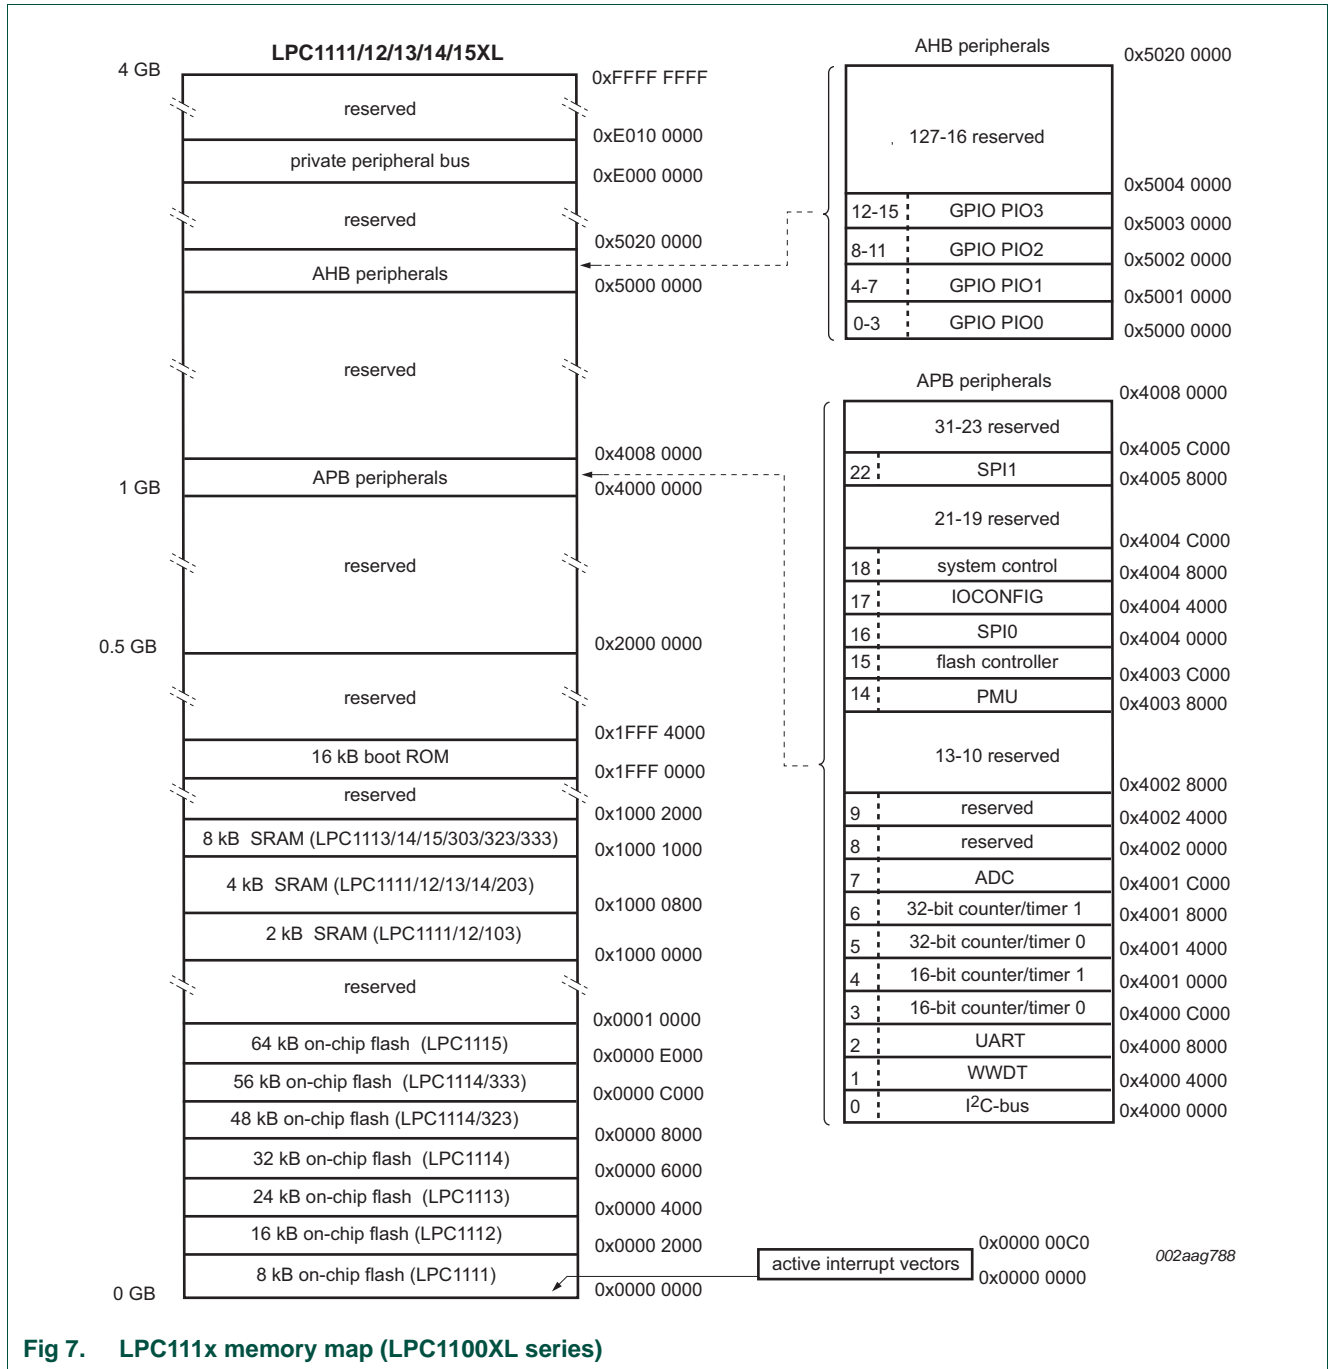 LPC1111/12/13/14/15XL
4 GB
0xFFFF FFFF
reserved
0xE010 0000
private peripheral bus
0xE000 0000
reserved
0x5020 0000
AHB peripherals
0x5000 0000
reserved
0x4008 0000
APB peripherals
1 GB
0x4000 0000
reserved
0.5 GB
0x2000 0000
reserved
0x1FFF 4000
16 kB boot ROM
0x1FFF 0000
reserved
0x1000 2000
8 kB SRAM (LPC1113/14/15/303/323/333)
0x1000 1000
4 kB SRAM (LPC1111/12/13/14/203)
0x1000 0800
2 kB SRAM (LPC1111/12/103)
0x1000 0000
reserved
0x0001 0000
64 kB on-chip flash (LPC1115)
0x0000 E000
56 kB on-chip flash (LPC1114/333)
0x0000 C000
48 kB on-chip flash (LPC1114/323)
0x0000 8000
32 kB on-chip flash (LPC1114)
0x0000 6000
24 kB on-chip flash (LPC1113)
0x0000 4000
16 kB on-chip flash (LPC1112)
0x0000 2000
8 kB on-chip flash (LPC1111)
0x0000 0000
0 GB
AHB peripherals
0x5020 0000
127-16 reserved
0x5004 0000
12-15 GPIO PIO3
0x5003 0000
8-11 GPIO PIO2
0x5002 0000
4-7 GPIO PIO1
0x5001 0000
0-3 GPIO PIO0
0x5000 0000
APB peripherals
0x4008 0000
31-23 reserved
0x4005 C000
22 SPI1
0x4005 8000
21-19 reserved
0x4004 C000
18 system control
0x4004 8000
17 IOCONFIG
0x4004 4000
16 SPI0
0x4004 0000
15 flash controller
0x4003 C000
14 PMU
0x4003 8000
13-10 reserved
0x4002 8000
9 reserved
0x4002 4000
8 reserved
0x4002 0000
7 ADC
0x4001 C000
6 32-bit counter/timer 1
0x4001 8000
5 32-bit counter/timer 0
0x4001 4000
4 16-bit counter/timer 1
0x4001 0000
3 16-bit counter/timer 0
0x4000 C000
2 UART
0x4000 8000
1 WWDT
0x4000 4000
0 I2C-bus
0x4000 0000
0x0000 00C0
active interrupt vectors
0x0000 0000
002aag788
Fig 7. LPC111x memory map (LPC1100XL series)